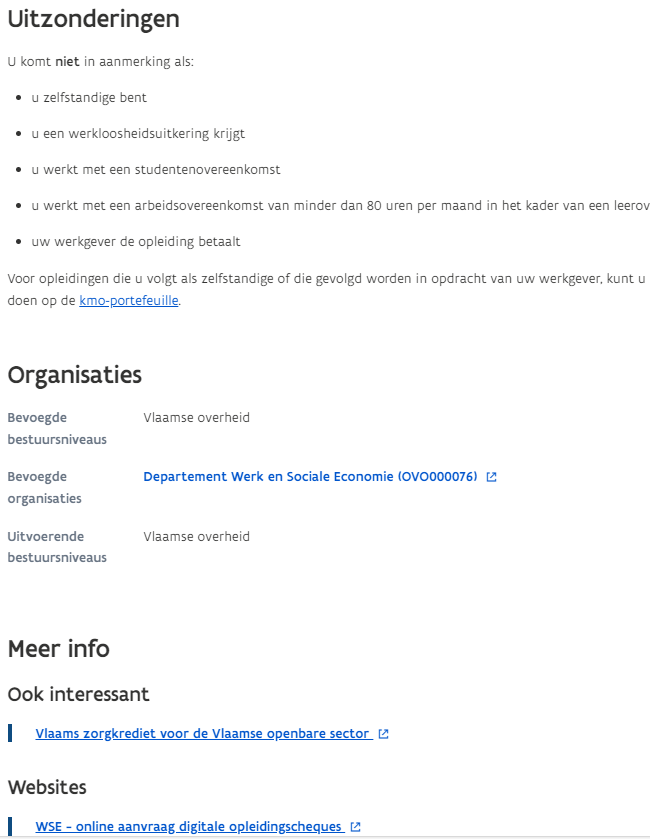 Uitzonderingen
U komt niet in aanmerking als:
u zelfstandige bent
u een werkloosheidsuitkering krijgt
u werkt met een studentenovereenkomst
u werkt met een arbeidsovereenkomst van minder dan 80 uren per maand in het kader van een leerov
uw werkgever de opleiding betaalt
Voor opleidingen die u volgt als zelfstandige of die gevolgd worden in opdracht van uw werkgever, kunt u
doen op de kmo-portefeuille.
Organisaties
Bevoegde bestuursniveaus
Vlaamse overheid
Bevoegde organisaties
Departement Werk en Sociale Economie (OVO000076)
Uitvoerende bestuursniveaus
Vlaamse overheid
Meer info
Ook interessant
Vlaams zorgkrediet voor de Vlaamse openbare sector
Websites
WSE - online aanvraag digitale opleidingscheques